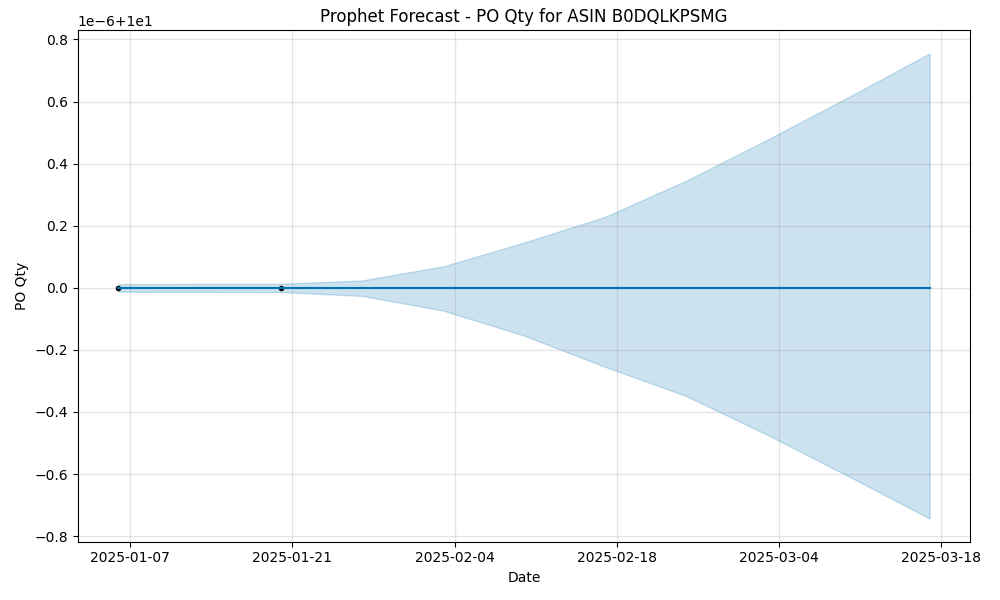 Prophet Forecast - PO Qty for ASIN B0DQLKPSMG
1e−6+1e1
0.8
0.6
0.4
0.2
0.0
−0.2
−0.4
−0.6
−0.8
PO Qty
2025-01-07 2025-01-21 2025-02-04 2025-02-18 2025-03-04 2025-03-18
Date